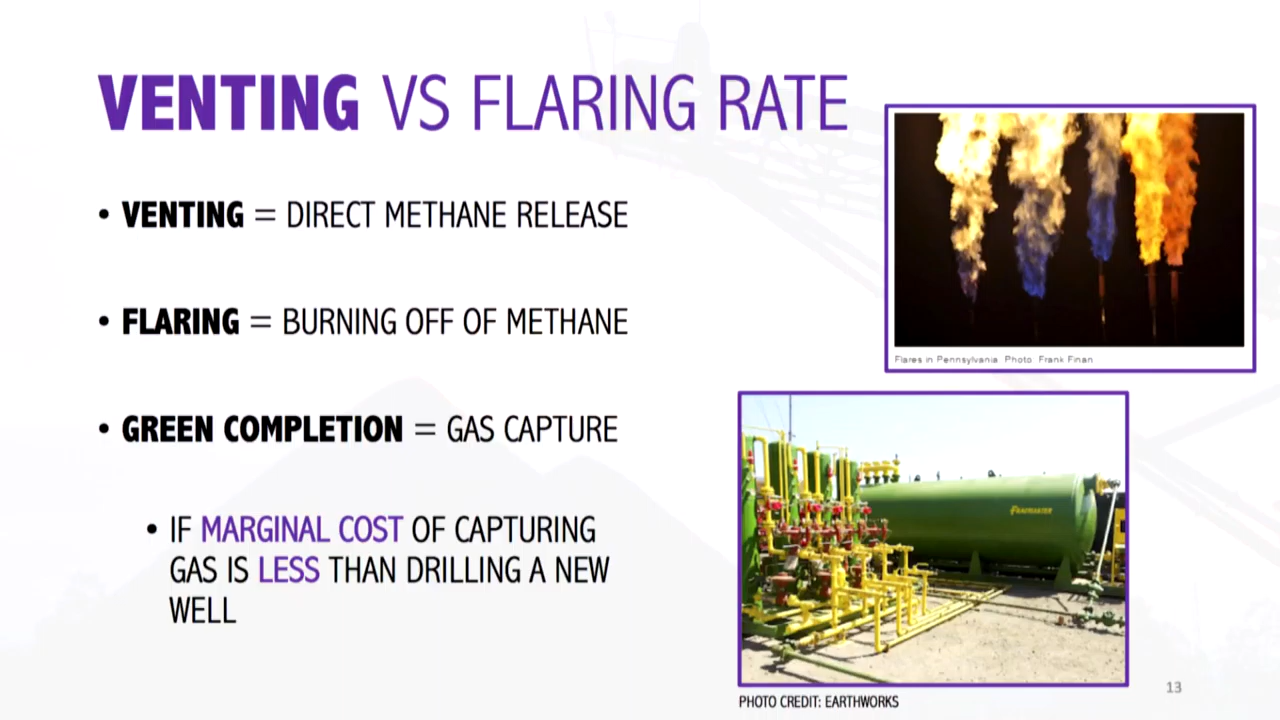 VENTING VS FLARING RATE
• VENTING = DIRECT METHANE RELEASE
• FLARING = BURNING OFF OF METHANE
• GREEN COMPLETION = GAS CAPTURE
• IF MARGINAL COST OF CAPTURING
GAS IS LESS THAN DRILLING A NEW
WELL
Flares in Pennsylvania Photo: Frank Finan
PHOTO CREDIT: EARTHWORKS
13